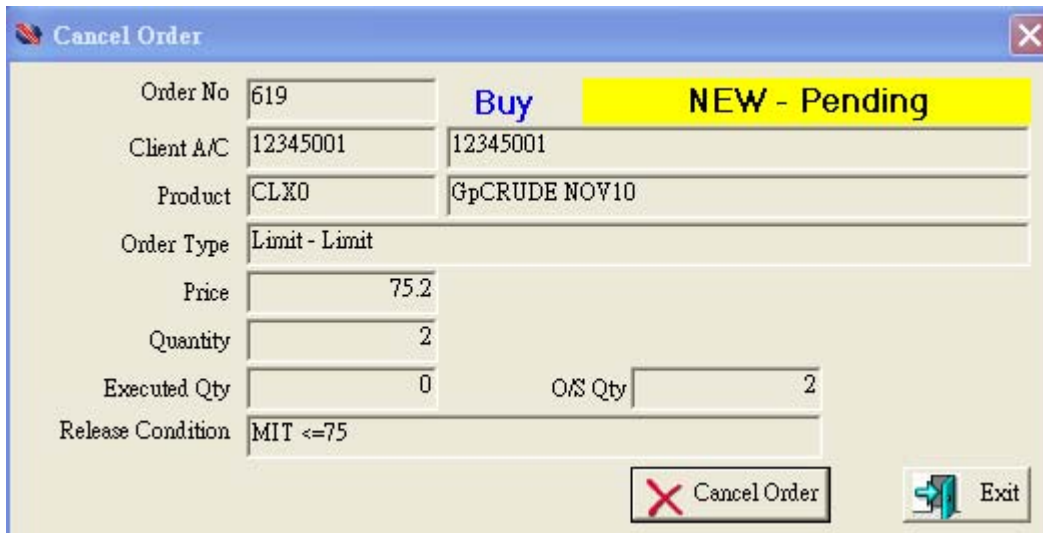 Cancel Order
Order No 619 Buy NEW - Pending
Client A/C 12345001 12345001
Product CLX0 GpCRUDE NOV10
Order Type Limit - Limit
Price 75.2
Quantity 2
Executed Qty 0 O/S Qty 2
Release Condition MIT <=75
Cancel Order Exit